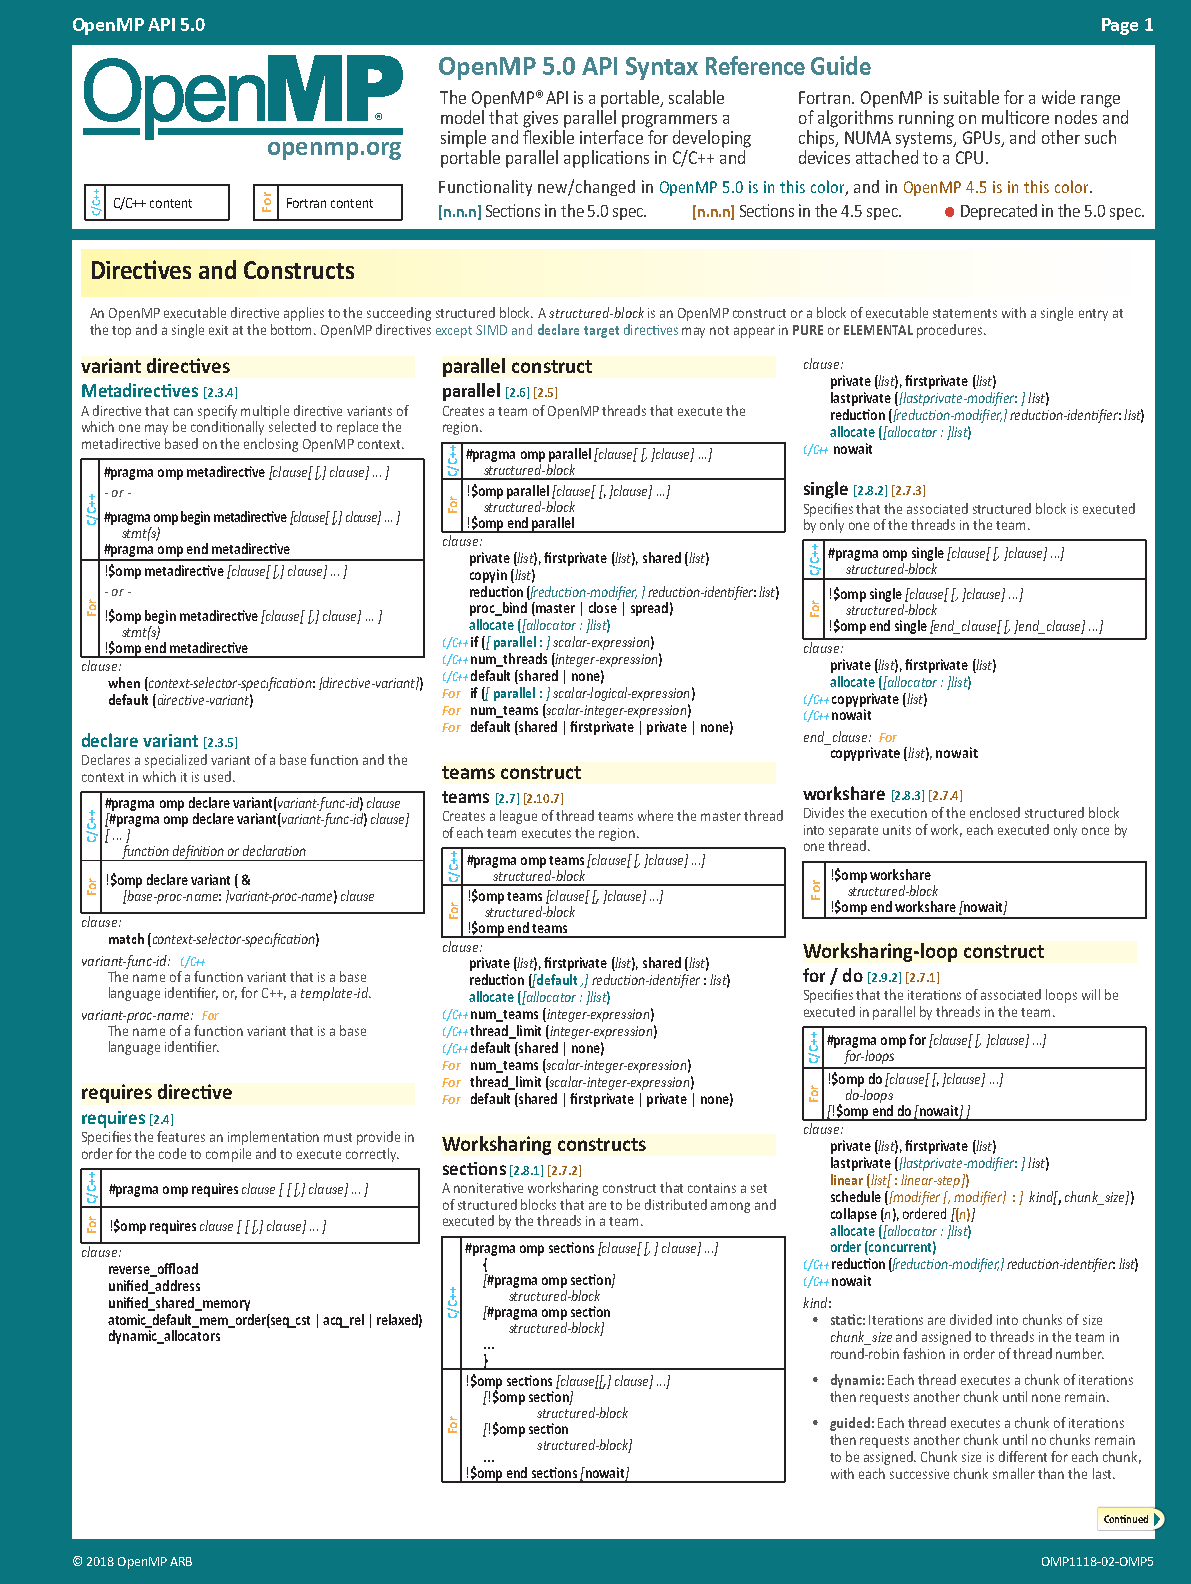 OpenMP API 5.0
Page 1
OpenMP®
openmp.org
C/C++ C/C++ content
For Fortran content
OpenMP 5.0 API Syntax Reference Guide
The OpenMP® API is a portable, scalable
model that gives parallel programmers a
simple and flexible interface for developing
portable parallel applications in C/C++ and
Fortran. OpenMP is suitable for a wide range
of algorithms running on multicore nodes and
chips, NUMA systems, GPUs, and other such
devices attached to a CPU.
Functionality new/changed in OpenMP 5.0 is in this color, and in OpenMP 4.5 is in this color.
[n.n.n] Sections in the 5.0 spec. [n.n.n] Sections in the 4.5 spec. ● Deprecated in the 5.0 spec.
Directives and Constructs
An OpenMP executable directive applies to the succeeding structured block. A structured-block is an OpenMP construct or a block of executable statements with a single entry at
the top and a single exit at the bottom. OpenMP directives except SIMD and declare target directives may not appear in PURE or ELEMENTAL procedures.
variant directives
Metadirectives [2.3.4]
A directive that can specify multiple directive variants of
which one may be conditionally selected to replace the
metadirective based on the enclosing OpenMP context.
C/C++
#pragma omp metadirective [clause[ [,] clause] ... ]
- or -
#pragma omp begin metadirective [clause[ [,] clause] ... ]
stmt(s)
#pragma omp end metadirective
For
!$omp metadirective [clause[ [,] clause] ... ]
- or -
!$omp begin metadirective [clause[ [,] clause] ... ]
stmt(s)
!$omp end metadirective
clause:
when (context-selector-specification: [directive-variant])
default (directive-variant)
declare variant [2.3.5]
Declares a specialized variant of a base function and the
context in which it is used.
C/C++
#pragma omp declare variant(variant-func-id) clause
[#pragma omp declare variant(variant-func-id) clause]
[ ... ]
function definition or declaration
For
!$omp declare variant ( &
[base-proc-name: ]variant-proc-name) clause
clause:
match (context-selector-specification)
variant-func-id: C/C++
The name of a function variant that is a base
language identifier, or, for C++, a template-id.
variant-proc-name: For
The name of a function variant that is a base
language identifier.
requires directive
requires [2.4]
Specifies the features an implementation must provide in
order for the code to compile and to execute correctly.
C/C++
#pragma omp requires clause [ [ [,] clause] ... ]
For
!$omp requires clause [ [ [,] clause] ... ]
clause:
reverse_offload
unified_address
unified_shared_memory
atomic_default_mem_order(seq_cst | acq_rel | relaxed)
dynamic_allocators
parallel construct
parallel [2.6] [2.5]
Creates a team of OpenMP threads that execute the
region.
C/C++
#pragma omp parallel [clause[ [, ]clause] ...]
structured-block
For
!$omp parallel [clause[ [, ]clause] ...]
structured-block
!$omp end parallel
clause:
private (list), firstprivate (list), shared (list)
copyin (list)
reduction ([reduction-modifier, ] reduction-identifier: list)
proc_bind (master | close | spread)
allocate ([allocator : ]list)
C/C++ if ([ parallel : ] scalar-expression)
C/C++ num_threads (integer-expression)
C/C++ default (shared | none)
For if ([ parallel : ] scalar-logical-expression)
For num_teams (scalar-integer-expression)
For default (shared | firstprivate | private | none)
teams construct
teams [2.7] [2.10.7]
Creates a league of thread teams where the master thread
of each team executes the region.
C/C++
#pragma omp teams [clause[ [, ]clause] ...]
structured-block
For
!$omp teams [clause[ [, ]clause] ...]
structured-block
!$omp end teams
clause:
private (list), firstprivate (list), shared (list)
reduction ([default ,] reduction-identifier : list)
allocate ([allocator : ]list)
C/C++ num_teams (integer-expression)
C/C++ thread_limit (integer-expression)
C/C++ default (shared | none)
For num_teams (scalar-integer-expression)
For thread_limit (scalar-integer-expression)
For default (shared | firstprivate | private | none)
Worksharing constructs
sections [2.8.1] [2.7.2]
A noniterative worksharing construct that contains a set
of structured blocks that are to be distributed among and
executed by the threads in a team.
C/C++
#pragma omp sections [clause[ [, ] clause] ...]
{
[#pragma omp section]
structured-block
[#pragma omp section
structured-block]
...
}
For
!$omp sections [clause[[,] clause] ...]
[!$omp section]
structured-block
[!$omp section
structured-block]
...
!$omp end sections [nowait]
clause:
private (list), firstprivate (list)
lastprivate ([lastprivate-modifier: ] list)
reduction ([reduction-modifier,] reduction-identifier: list)
allocate ([allocator : ]list)
C/C++ nowait
single [2.8.2] [2.7.3]
Specifies that the associated structured block is executed
by only one of the threads in the team.
C/C++
#pragma omp single [clause[ [, ]clause] ...]
structured-block
For
!$omp single [clause[ [, ]clause] ...]
structured-block
!$omp end single [end_clause[ [, ]end_clause] ...]
clause:
private (list), firstprivate (list)
allocate ([allocator : ]list)
C/C++ copyprivate (list)
C/C++ nowait
end_clause: For
copyprivate (list), nowait
workshare [2.8.3] [2.7.4]
Divides the execution of the enclosed structured block
into separate units of work, each executed only once by
one thread.
For
!$omp workshare
structured-block
!$omp end workshare [nowait]
Worksharing-loop construct
for / do [2.9.2] [2.7.1]
Specifies that the iterations of associated loops will be
executed in parallel by threads in the team.
C/C++
#pragma omp for [clause[ [, ]clause] ...]
for-loops
For
!$omp do [clause[ [, ]clause] ...]
do-loops
[!$omp end do [nowait] ]
clause:
private (list), firstprivate (list)
lastprivate ([lastprivate-modifier: ] list)
linear (list[ : linear-step])
schedule ([modifier [, modifier] : ] kind[, chunk_size])
collapse (n), ordered [(n)]
allocate ([allocator : ]list)
order (concurrent)
C/C++ reduction ([reduction-modifier,] reduction-identifier: list)
C/C++ nowait
kind:
• static: Iterations are divided into chunks of size
chunk_size and assigned to threads in the team in
round-robin fashion in order of thread number.
• dynamic: Each thread executes a chunk of iterations
then requests another chunk until none remain.
• guided: Each thread executes a chunk of iterations
then requests another chunk until no chunks remain
to be assigned. Chunk size is different for each chunk,
with each successive chunk smaller than the last.
Continued
© 2018 OpenMP ARB
OMP1118-02-OMP5